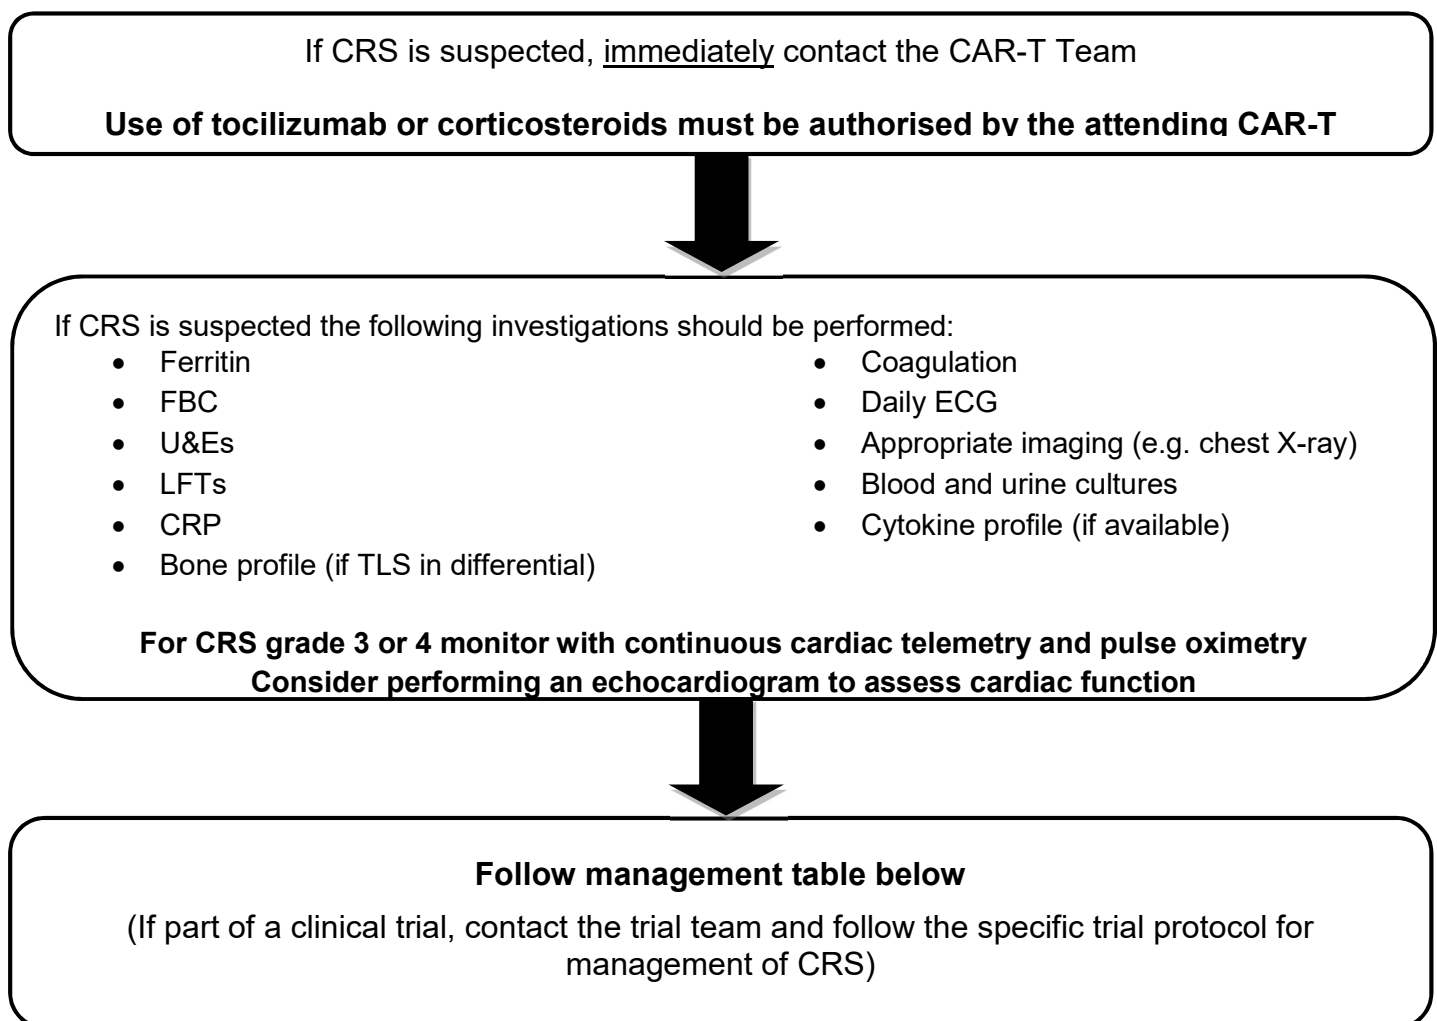 If CRS is suspected, immediately contact the CAR-T Team
Use of tocilizumab or corticosteroids must be authorised by the attending CAR-T
If CRS is suspected the following investigations should be performed:
• Ferritin
• FBC
• U&Es
• LFTs
• CRP
• Bone profile (if TLS in differential)
• Coagulation
• Daily ECG
• Appropriate imaging (e.g. chest X-ray)
• Blood and urine cultures
• Cytokine profile (if available)
For CRS grade 3 or 4 monitor with continuous cardiac telemetry and pulse oximetry
Consider performing an echocardiogram to assess cardiac function
Follow management table below
(If part of a clinical trial, contact the trial team and follow the specific trial protocol for
management of CRS)